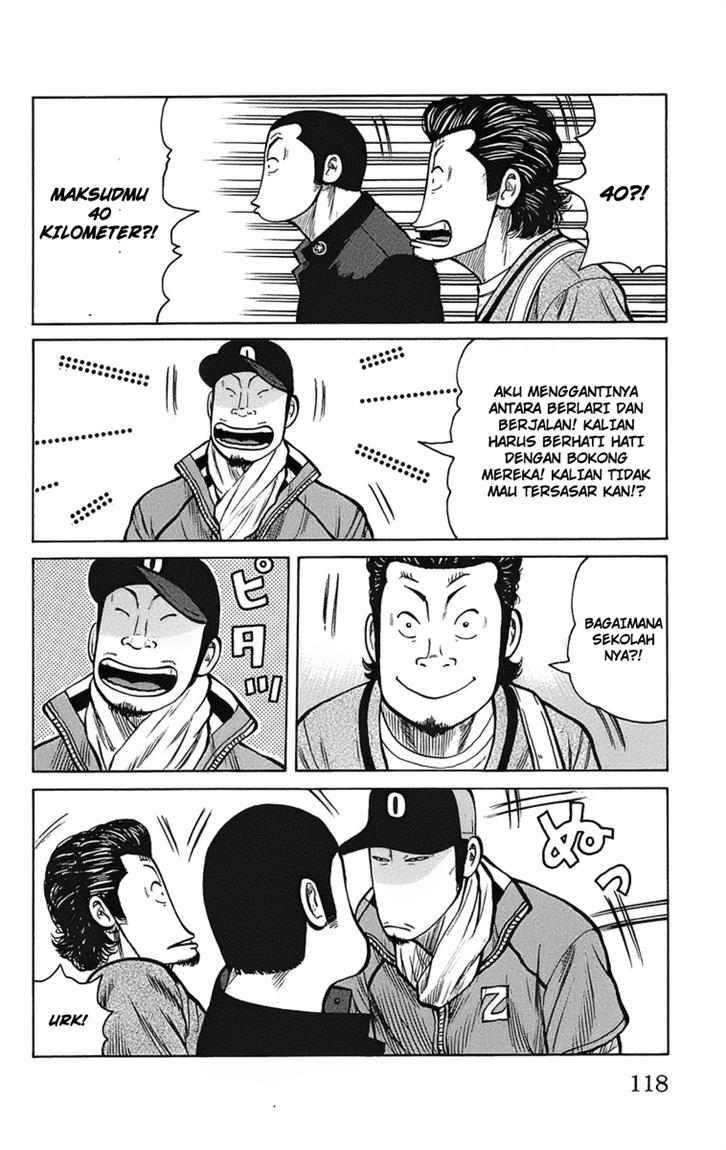 40?!
MAKSUDMU
40
KILOMETER?!
O
AKU MENGGANTINYA
ANTARA BERLARI DAN
BERJALAN! KALIAN
HARUS BERHATI HATI
DENGAN BOKONG
MEREKA! KALIAN TIDAK
MAU TERSASAR KAN!?
BAGAIMANA
SEKOLAH
NYA?!
O
ピタッ
O
ぬっ
Z
URK!
118